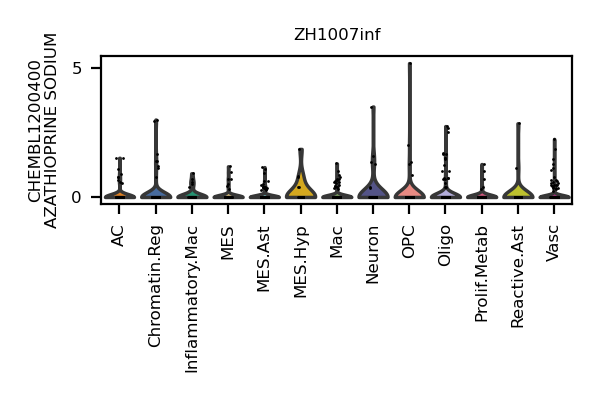 ZH1007inf
CHEMBL1200400
AZATHIOPRINE SODIUM
5
0
AC
Chromatin.Reg
Inflammatory.Mac
MES
MES.Ast
MES.Hyp
Mac
Neuron
OPC
Oligo
Prolif.Metab
Reactive.Ast
Vasc